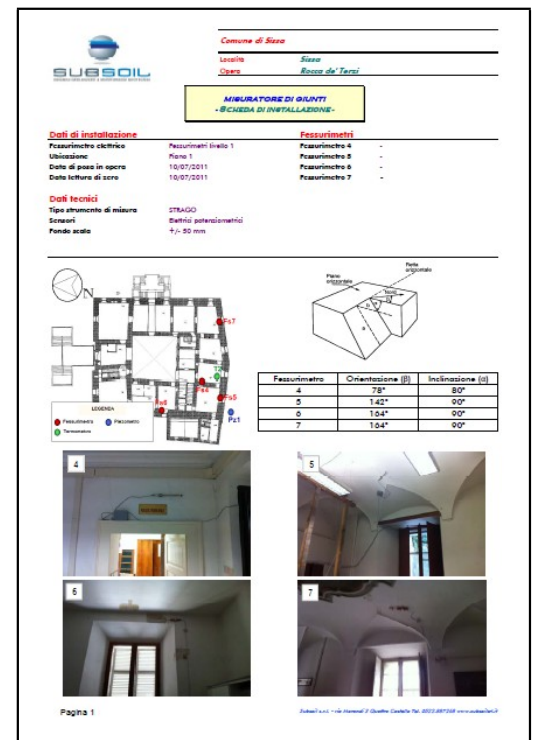 SUBSOIL
Comune di Sissa
Località Sissa
Opera Rocca de' Terzi
MISURATORE DI GIUNTI
- SCHEDA DI INSTALLAZIONE -
Dati di installazione Fessurimetri
Fessurimetro elettrico Fessurimetri livello 1 Fessurimetro 4 -
Ubicazione Piano 1 Fessurimetro 5 -
Data di posa in opera 10/07/2011 Fessurimetro 6 -
Data lettura di zero 10/07/2011 Fessurimetro 7 -
Dati tecnici
Tipo strumento di misura STRAGO
Sensori Elettrici potenziometrici
Fondo scala +/- 50 mm
N
Fs7
Fs4
Fs5
Fs6
Pz1
LEGENDA
Fessurimetro Piezometro
Termometro
Piano orizzontale
Retta orizzontale
Nord
Fessurimetro Orientazione (β) Inclinazione (α)
4 78° 80°
5 142° 90°
6 164° 90°
7 164° 90°
4
5
6
7
Pagina 1